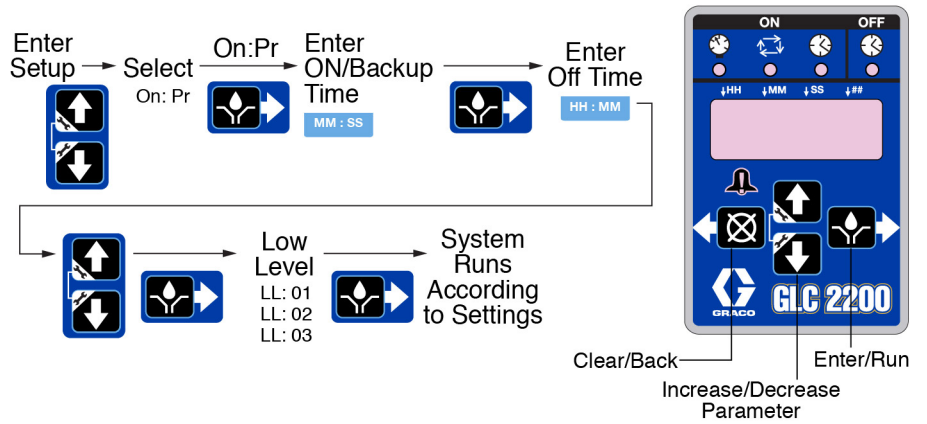 Enter
Setup
Select
On: Pr
On:Pr
Enter
ON/Backup
Time
MM : SS
Enter
Off Time
HH : MM
Low
Level
LL: 01
LL: 02
LL: 03
System
Runs
According
to Settings
ON OFF
↓HH ↓MM ↓SS ↓##
GRACO
GLC 2200
Clear/Back
Enter/Run
Increase/Decrease
Parameter